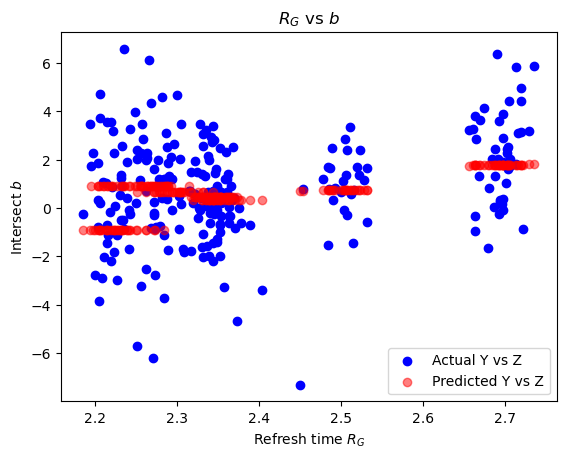 R_G vs b
6
4
2
0
−2
−4
−6
Intersect b
2.2 2.3 2.4 2.5 2.6 2.7
Refresh time R_G
Actual Y vs Z
Predicted Y vs Z